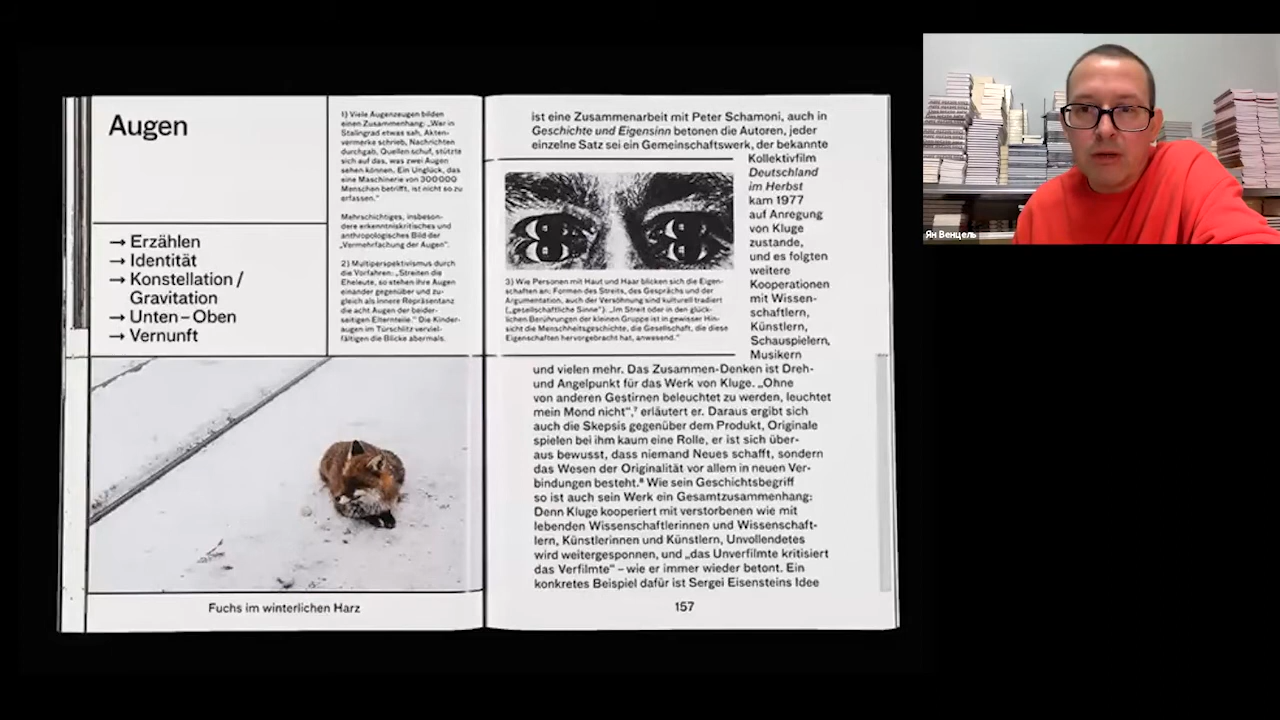 Augen
→ Erzählen
→ Identität
→ Konstellation /
Gravitation
→ Unten – Oben
→ Vernunft
1) Viele Augenzeugen bilden
einen Zusammenhang: „Wer in
Stalingrad etwas sah, Akten-
vermerke schrieb, Nachrichten
durchgab, Quellen schuf, stützte
sich auf das, was zwei Augen
sehen können. Ein Unglück, das
eine Maschinerie von 300000
Menschen betrifft, ist nicht so zu
erfassen.“
Mehrschichtiges, insbeson-
dere erkenntniskritisches und
anthropologisches Bild der
„Vermehrfachung der Augen“.
2) Multiperspektivismus durch
die Vorfahren: „Streiten die
Eheleute, so stehen ihre Augen
einander gegenüber und zu-
gleich als innere Repräsentanz
die acht Augen der beider-
seitigen Elternteile.“ Die Kinder-
augen im Türschlitz verviel-
fältigen die Blicke abermals.
Fuchs im winterlichen Harz
ist eine Zusammenarbeit mit Peter Schamoni, auch in
Geschichte und Eigensinn betonen die Autoren, jeder
einzelne Satz sei ein Gemeinschaftswerk, der bekannte
Kollektivfilm
Deutschland
im Herbst
kam 1977
auf Anregung
von Kluge
zustande,
und es folgten
weitere
Kooperationen
mit Wissen-
schaftlern,
Künstlern,
Schauspielern,
Musikern
3) Wie Personen mit Haut und Haar blicken sich die Eigen-
schaften an: Formen des Streits, des Gesprächs und der
Argumentation, auch der Versöhnung sind kulturell tradiert
(„gesellschaftliche Sinne“). „Im Streit oder in den glück-
lichen Berührungen der kleinen Gruppe ist in gewisser Hin-
sicht die Menschheitsgeschichte, die Gesellschaft, die diese
Eigenschaften hervorgebracht hat, anwesend.“
und vielen mehr. Das Zusammen-Denken ist Dreh-
und Angelpunkt für das Werk von Kluge. „Ohne
von anderen Gestirnen beleuchtet zu werden, leuchtet
mein Mond nicht“,⁷ erläutert er. Daraus ergibt sich
auch die Skepsis gegenüber dem Produkt, Originale
spielen bei ihm kaum eine Rolle, er ist sich über-
aus bewusst, dass niemand Neues schafft, sondern
das Wesen der Originalität vor allem in neuen Ver-
bindungen besteht.⁸ Wie sein Geschichtsbegriff
so ist auch sein Werk ein Gesamtzusammenhang:
Denn Kluge kooperiert mit verstorbenen wie mit
lebenden Wissenschaftlerinnen und Wissenschaft-
lern, Künstlerinnen und Künstlern, Unvollendetes
wird weitergesponnen, und „das Unverfilmte kritisiert
das Verfilmte“ – wie er immer wieder betont. Ein
konkretes Beispiel dafür ist Sergei Eisensteins Idee
157
Ян Венцель